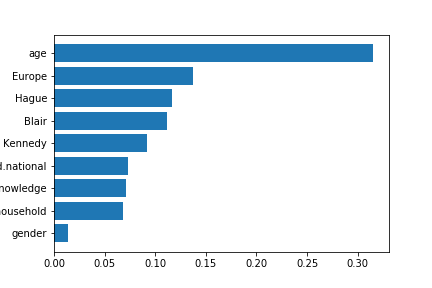 age
Europe
Hague
Blair
Kennedy
d.national
nowledge
ousehold
gender
0.00 0.05 0.10 0.15 0.20 0.25 0.30